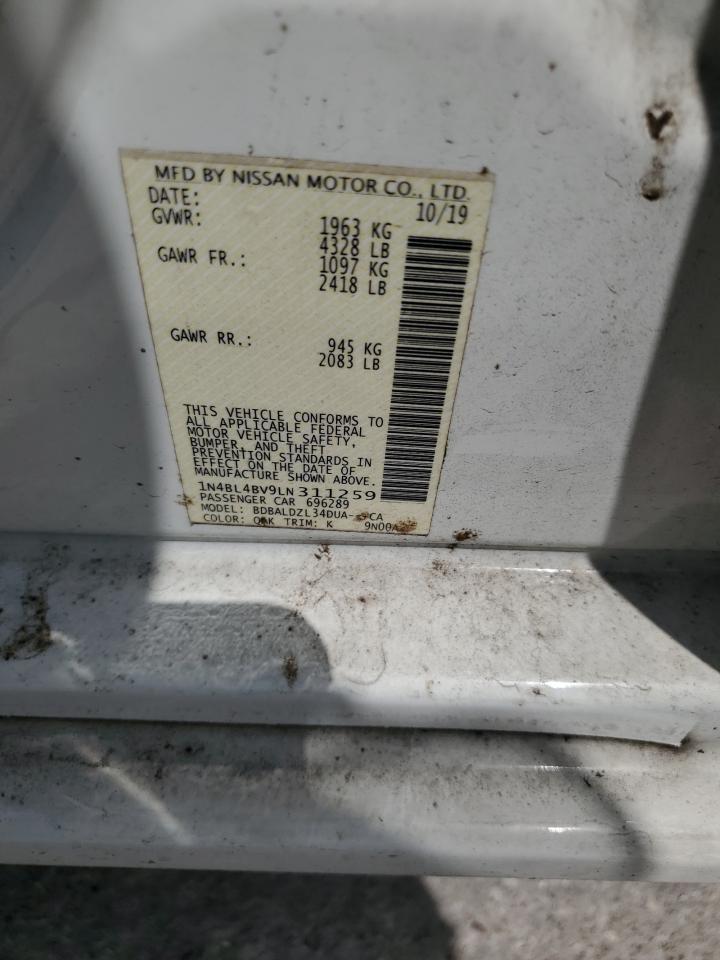 MFD BY NISSAN MOTOR CO., LTD.
DATE: 10/19
GVWR: 1963 KG
4328 LB
GAWR FR.: 1097 KG
2418 LB
GAWR RR.: 945 KG
2083 LB
THIS VEHICLE CONFORMS TO
ALL APPLICABLE FEDERAL
MOTOR VEHICLE SAFETY,
BUMPER, AND THEFT
PREVENTION STANDARDS IN
EFFECT ON THE DATE OF
MANUFACTURE SHOWN ABOVE.
1N4BL4BV9LN311259
PASSENGER CAR 696289
MODEL:
COLOR: QAK TRIM: K